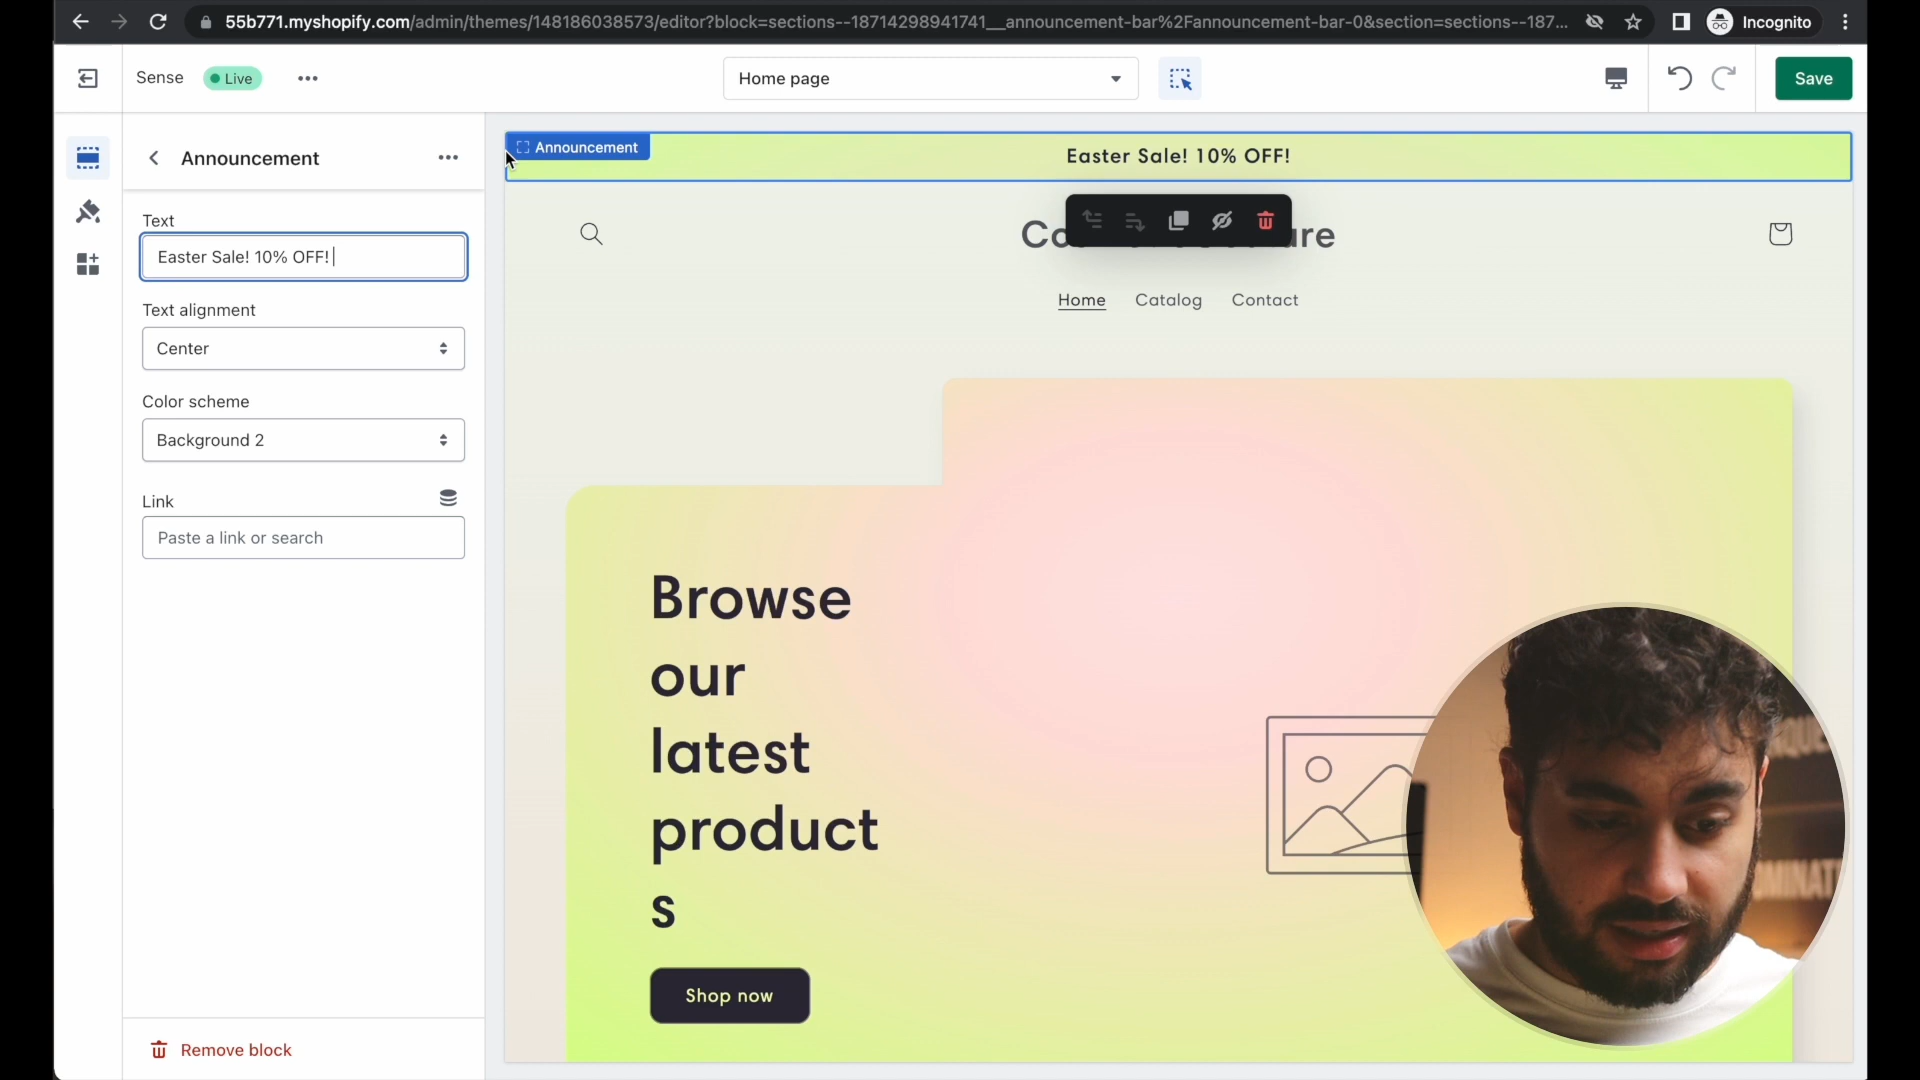 55b771.myshopify.com/admin/themes/148186038573/editor?block=sections--18714298941741__announcement-bar%2Fannouncement-bar-0&section=sections--187...
Incognito
Sense
Live
Home page
Save
Announcement
Text
Easter Sale! 10% OFF!
Text alignment
Center
Color scheme
Background 2
Link
Paste a link or search
Remove block
Announcement
Easter Sale! 10% OFF!
Home
Catalog
Contact
Browse
our
latest
product
s
Shop now